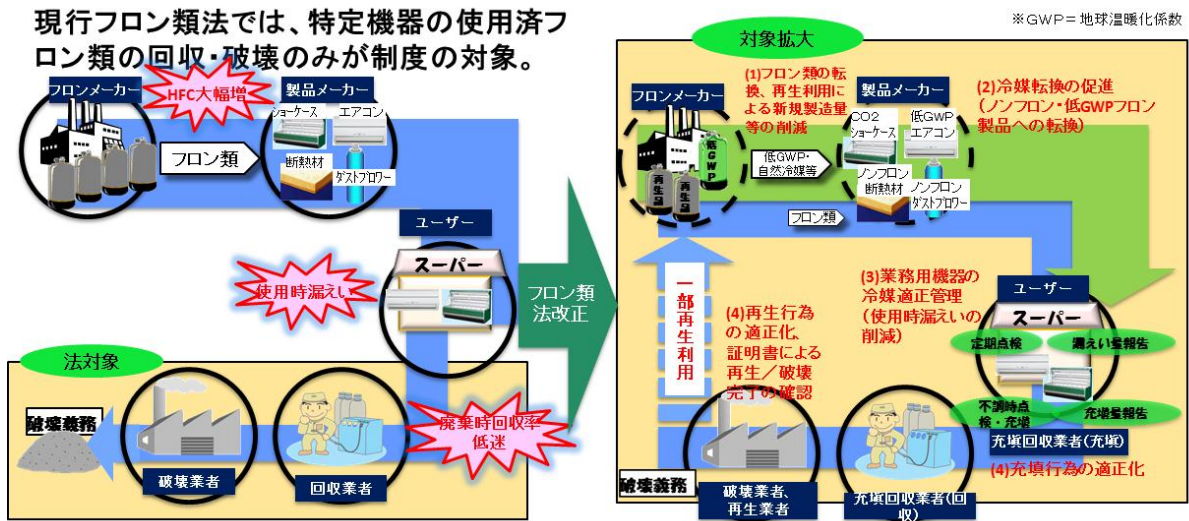 現行フロン類法では、特定機器の使用済フ
ロン類の回収・破壊のみが制度の対象。
フロンメーカー
HFC大幅増
製品メーカー
ショーケース
エアコン
断熱材
ダストブロワー
フロン類
ユーザー
スーパー
使用時漏えい
フロン類
法改正
法対象
破壊義務
破壊業者
回収業者
廃棄時回収率
低迷
※GWP=地球温暖化係数
対象拡大
フロンメーカー
(1)フロン類の転
換、再生利用に
よる新規製造量
等の削減
製品メーカー
(2)冷媒転換の促進
(ノンフロン・低GWPフロン
製品への転換)
低GWP
再生品
再生品
低GWP・
自然冷媒等
CO2
ショーケース
低GWP
エアコン
ノンフロン
断熱材
ノンフロン
ダストブロワー
フロン類
一部再生利用
(3)業務用機器の
冷媒適正管理
(使用時漏えいの
削減)
ユーザー
スーパー
定期点検
漏えい量報告
不調時点
検・充塡
充塡量報告
(4)再生行為
の適正化、
証明書による
再生/破壊
完了の確認
充塡回収業者(充塡)
(4)充填行為の適正化
破壊義務
破壊業者、
再生業者
充塡回収業者(回
収)